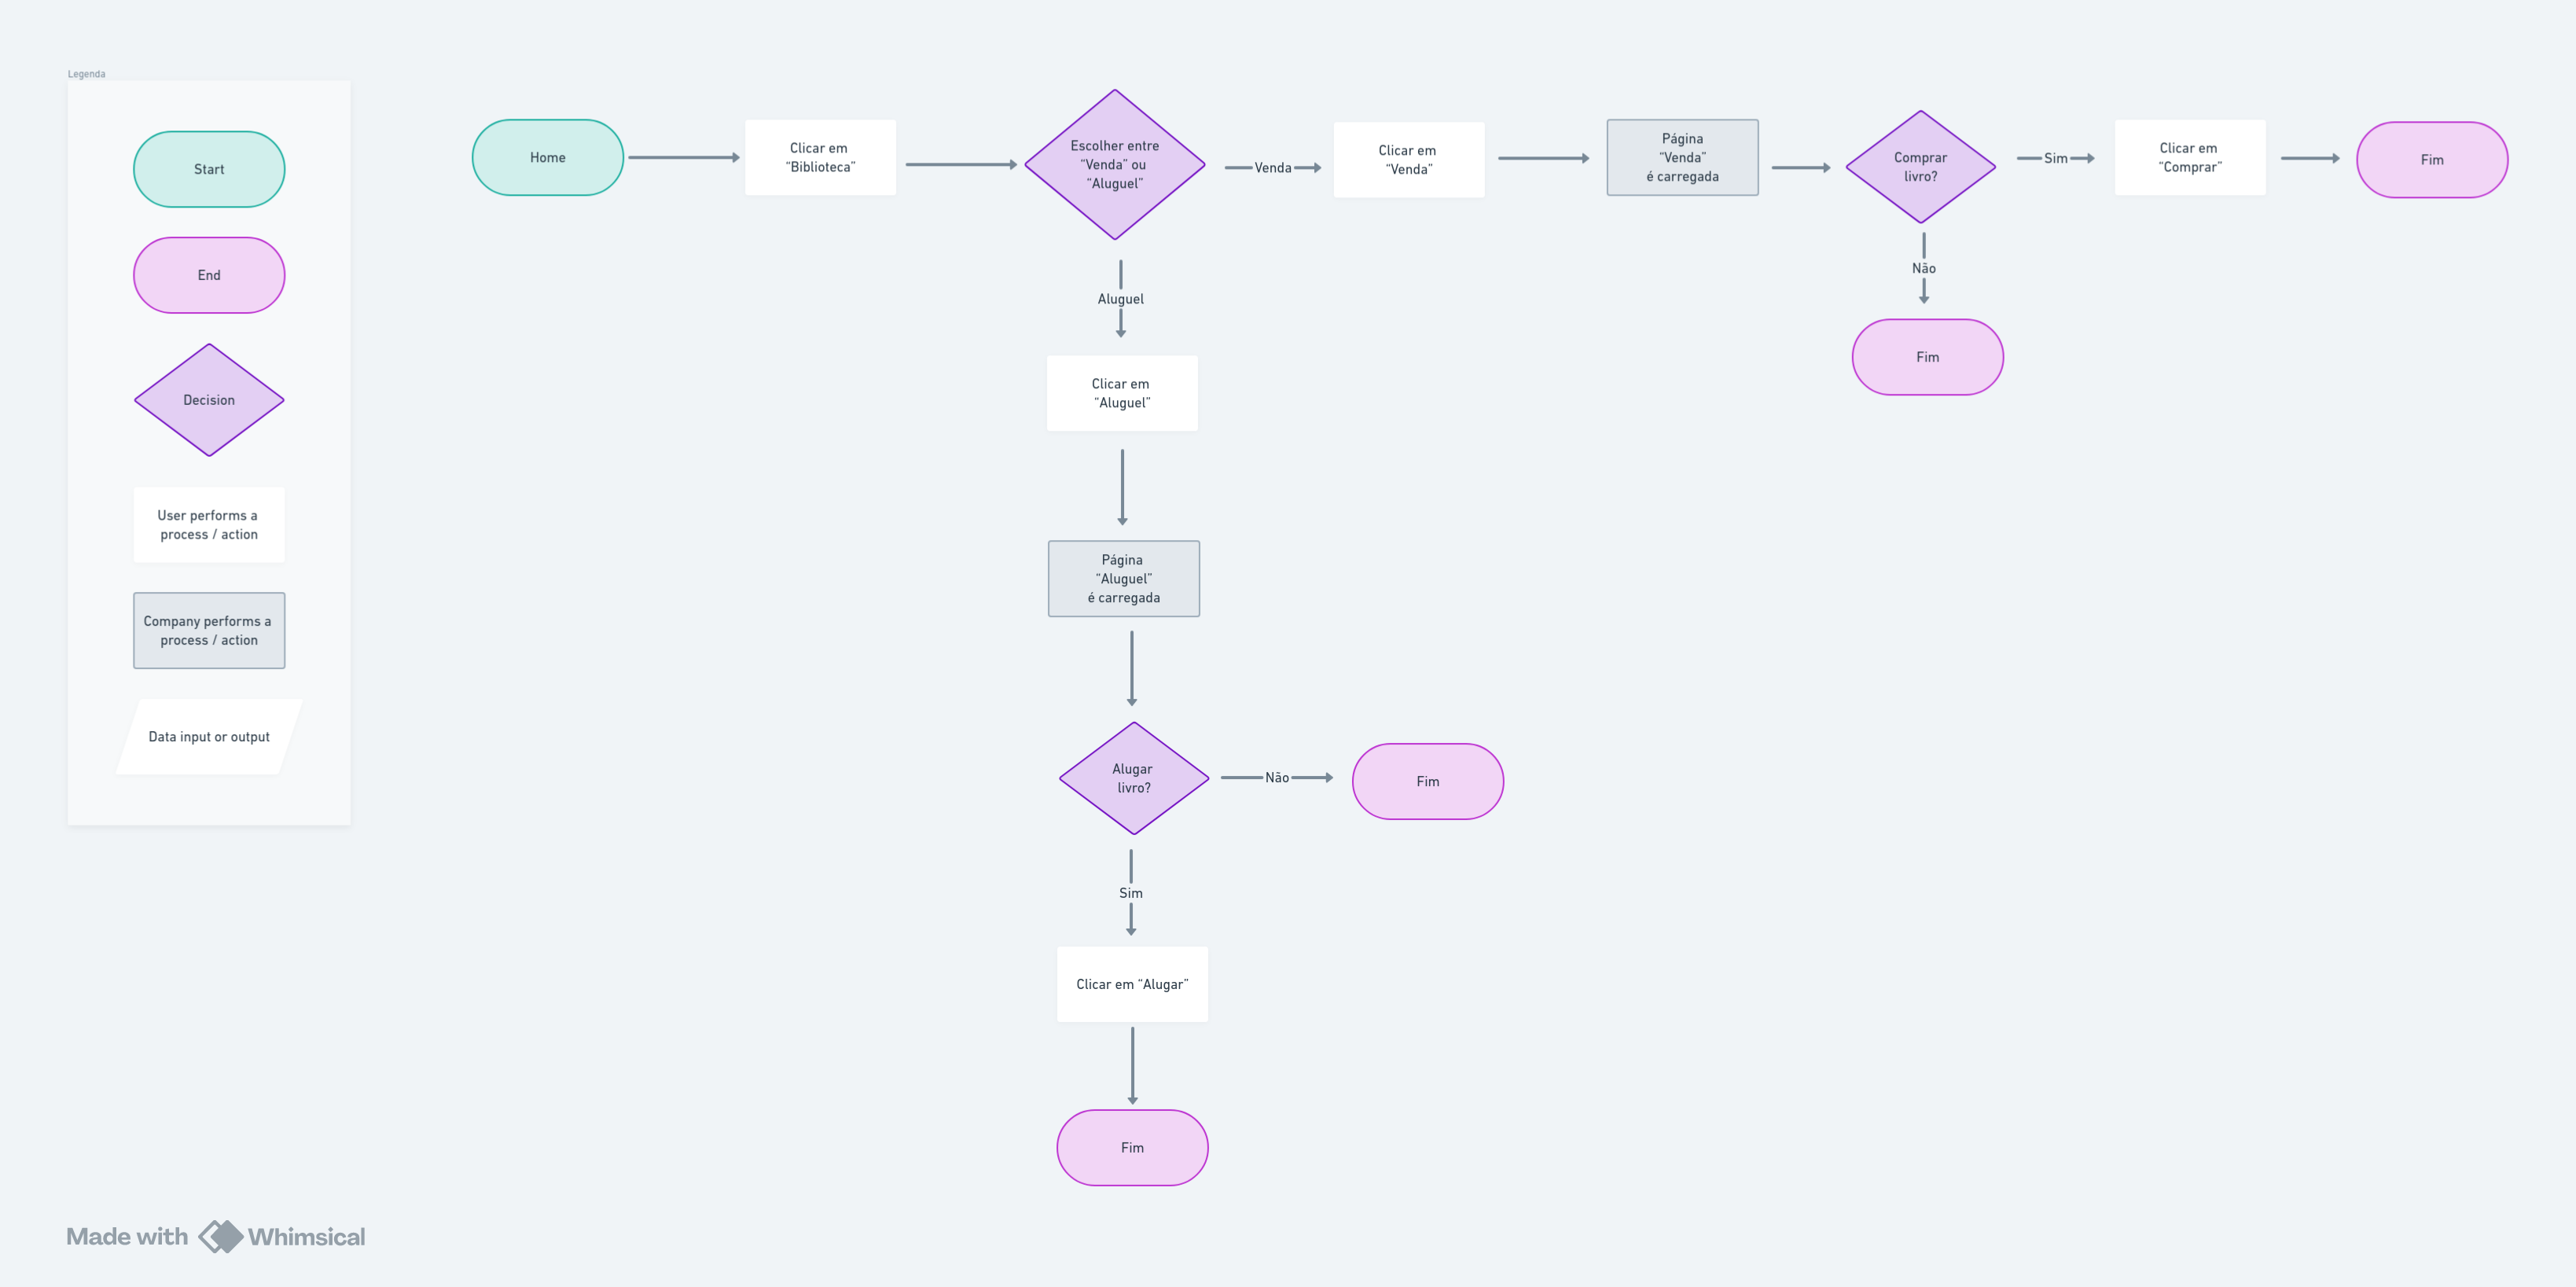 Legenda
Start
End
Decision
User performs a
process / action
Company performs a
process / action
Data input or output
Home
Clicar em
“Biblioteca”
Escolher entre
“Venda” ou
“Aluguel”
Venda
Clicar em
“Venda”
Página
“Venda”
é carregada
Comprar
livro?
Sim
Clicar em
“Comprar”
Fim
Não
Fim
Aluguel
Clicar em
“Aluguel”
Página
“Aluguel”
é carregada
Alugar
livro?
Não
Fim
Sim
Clicar em “Alugar”
Fim
Made with Whimsical